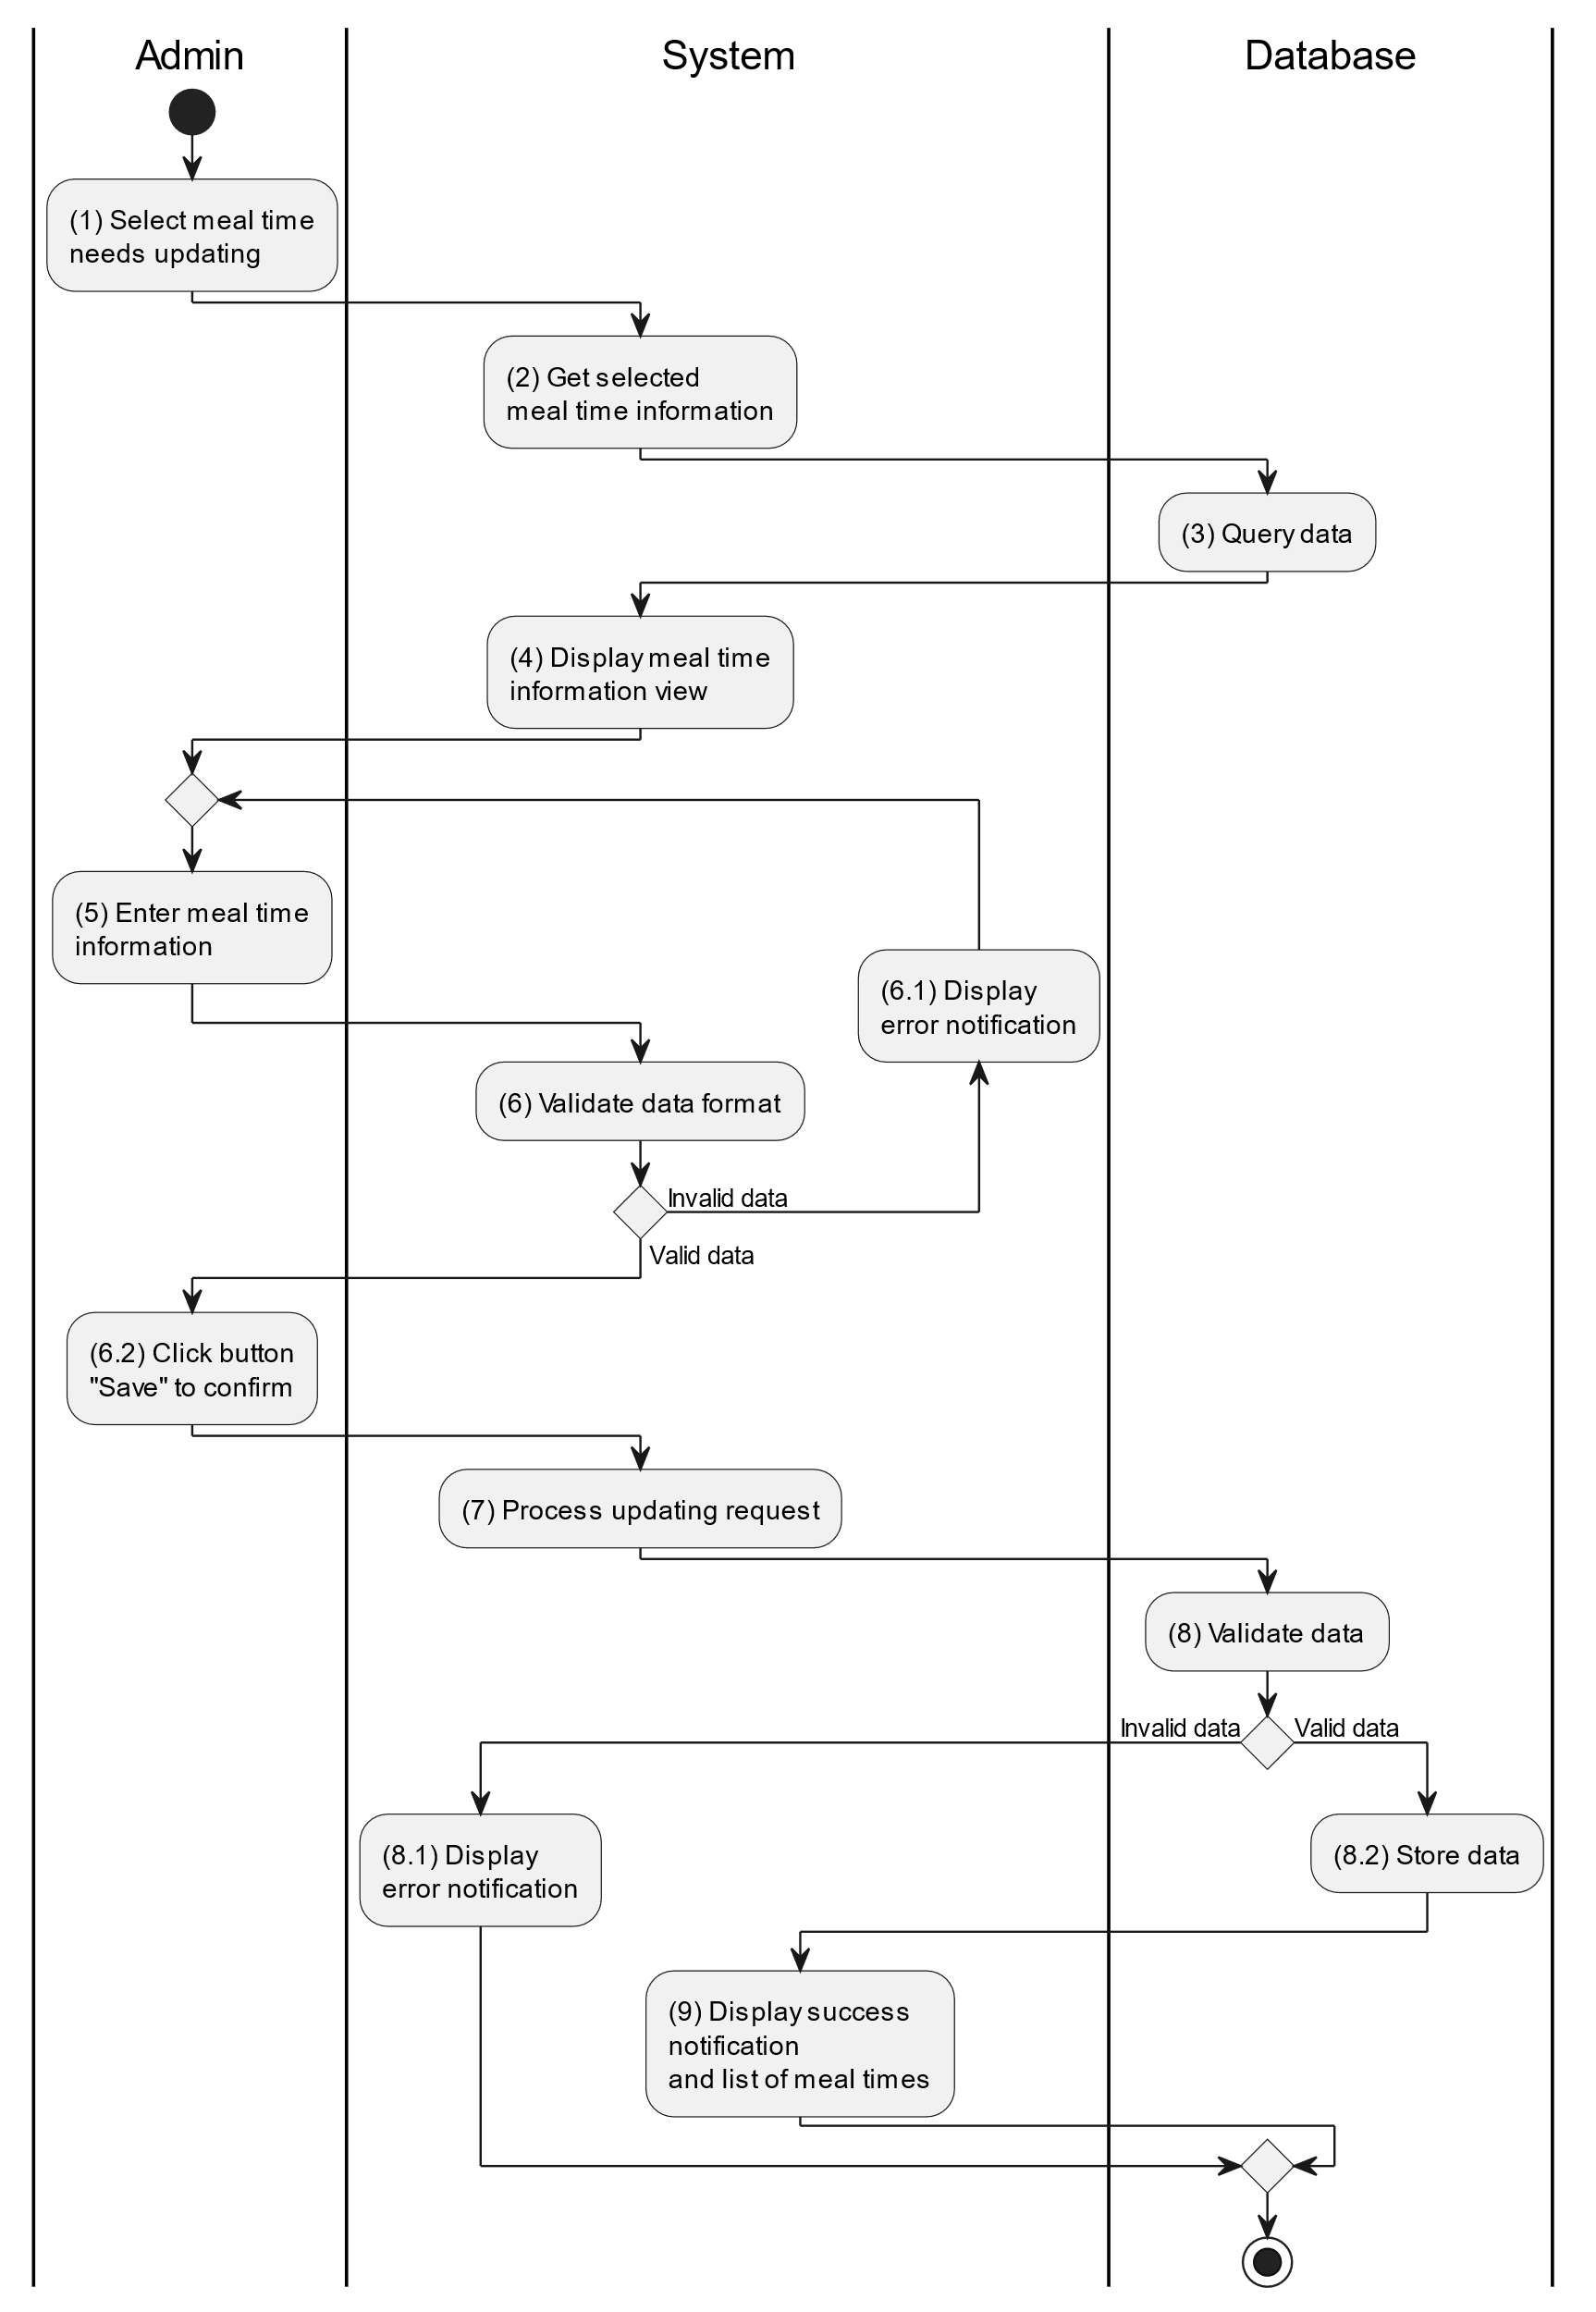 Admin
System
Database
(1) Select meal time
needs updating
(2) Get selected
meal time information
(3) Query data
(4) Display meal time
information view
(5) Enter meal time
information
(6.1) Display
error notification
(6) Validate data format
Invalid data
Valid data
(6.2) Click button
"Save" to confirm
(7) Process updating request
(8) Validate data
Invalid data
Valid data
(8.1) Display
error notification
(8.2) Store data
(9) Display success
notification
and list of meal times